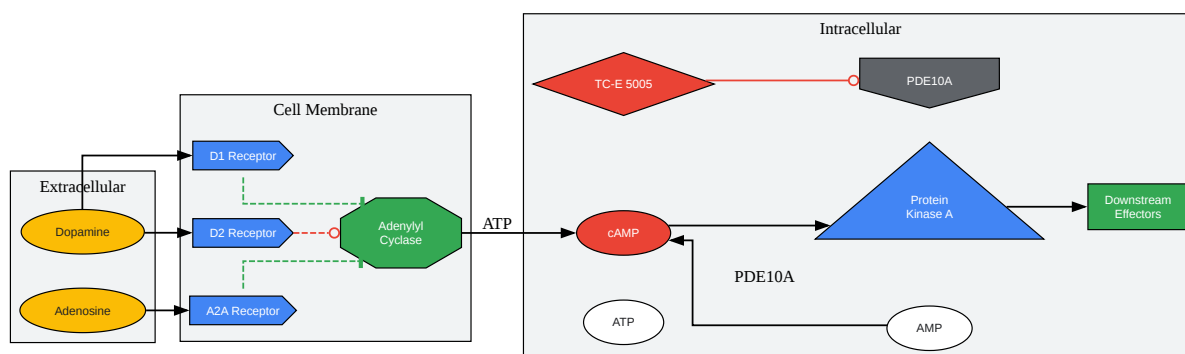 Intracellular
TC-E 5005
PDE10A
Cell Membrane
D1 Receptor
Extracellular
Dopamine
D2 Receptor
Adenylyl
Cyclase
ATP
cAMP
Protein
Kinase A
Downstream
Effectors
PDE10A
Adenosine
A2A Receptor
ATP
AMP